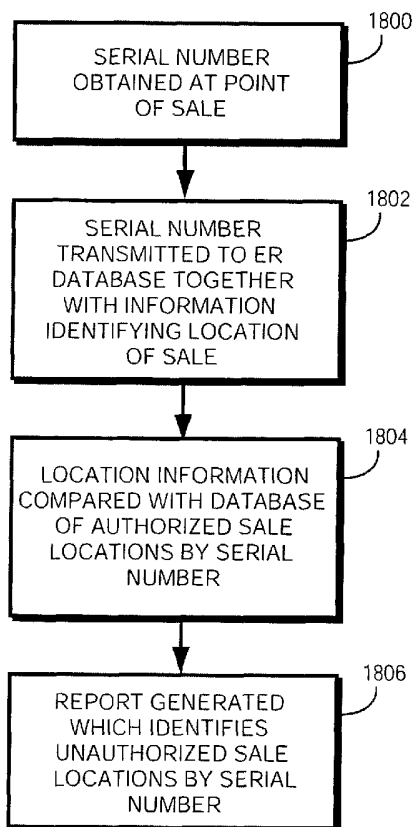 1800
SERIAL NUMBER
OBTAINED AT POINT
OF SALE
1802
SERIAL NUMBER
TRANSMITTED TO ER
DATABASE TOGETHER
WITH INFORMATION
IDENTIFYING LOCATION
OF SALE
1804
LOCATION INFORMATION
COMPARED WITH DATABASE
OF AUTHORIZED SALE
LOCATIONS BY SERIAL
NUMBER
1806
REPORT GENERATED
WHICH IDENTIFIES
UNAUTHORIZED SALE
LOCATIONS BY SERIAL
NUMBER